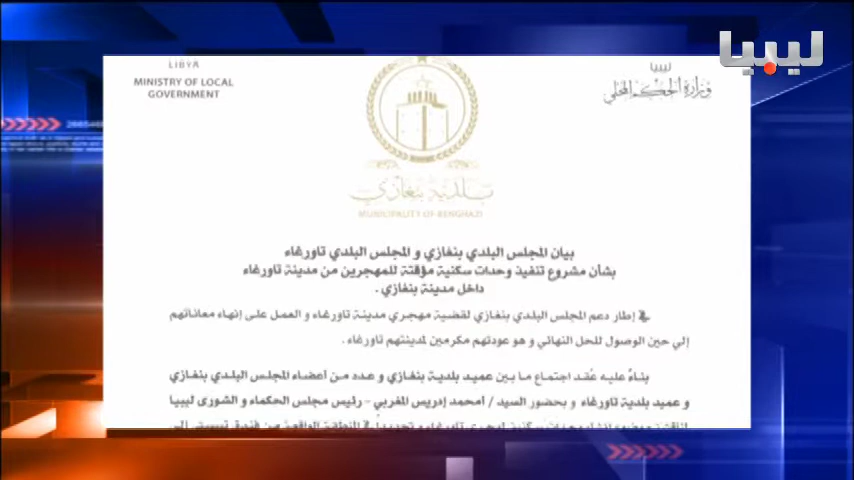 ليبيا
LIBYA
MINISTRY OF LOCAL
GOVERNMENT
ليبيا
وزارة الحكم المحلي
بلدية بنغازي
MUNICIPALITY OF BENGHAZI
بيان المجلس البلدي بنغازي و المجلس البلدي تاورغاء
بشأن مشروع تنفيذ وحدات سكنية مؤقتة للمهجرين من مدينة تاورغاء
داخل مدينة بنغازي .
في إطار دعم المجلس البلدي بنغازي لقضية مهجري مدينة تاورغاء و العمل على إنهاء معاناتهم
إلي حين الوصول للحل النهائي و هو عودتهم مكرمين لمدينتهم تاورغاء .
بناءً عليه عُقد اجتماع ما بين عميد بلدية بنغازي و عدد من أعضاء المجلس البلدي بنغازي
و عميد بلدية تاورغاء و بحضور السيد / أمحمد إدريس المغربي - رئيس مجلس الحكماء و الشورى ليبيا